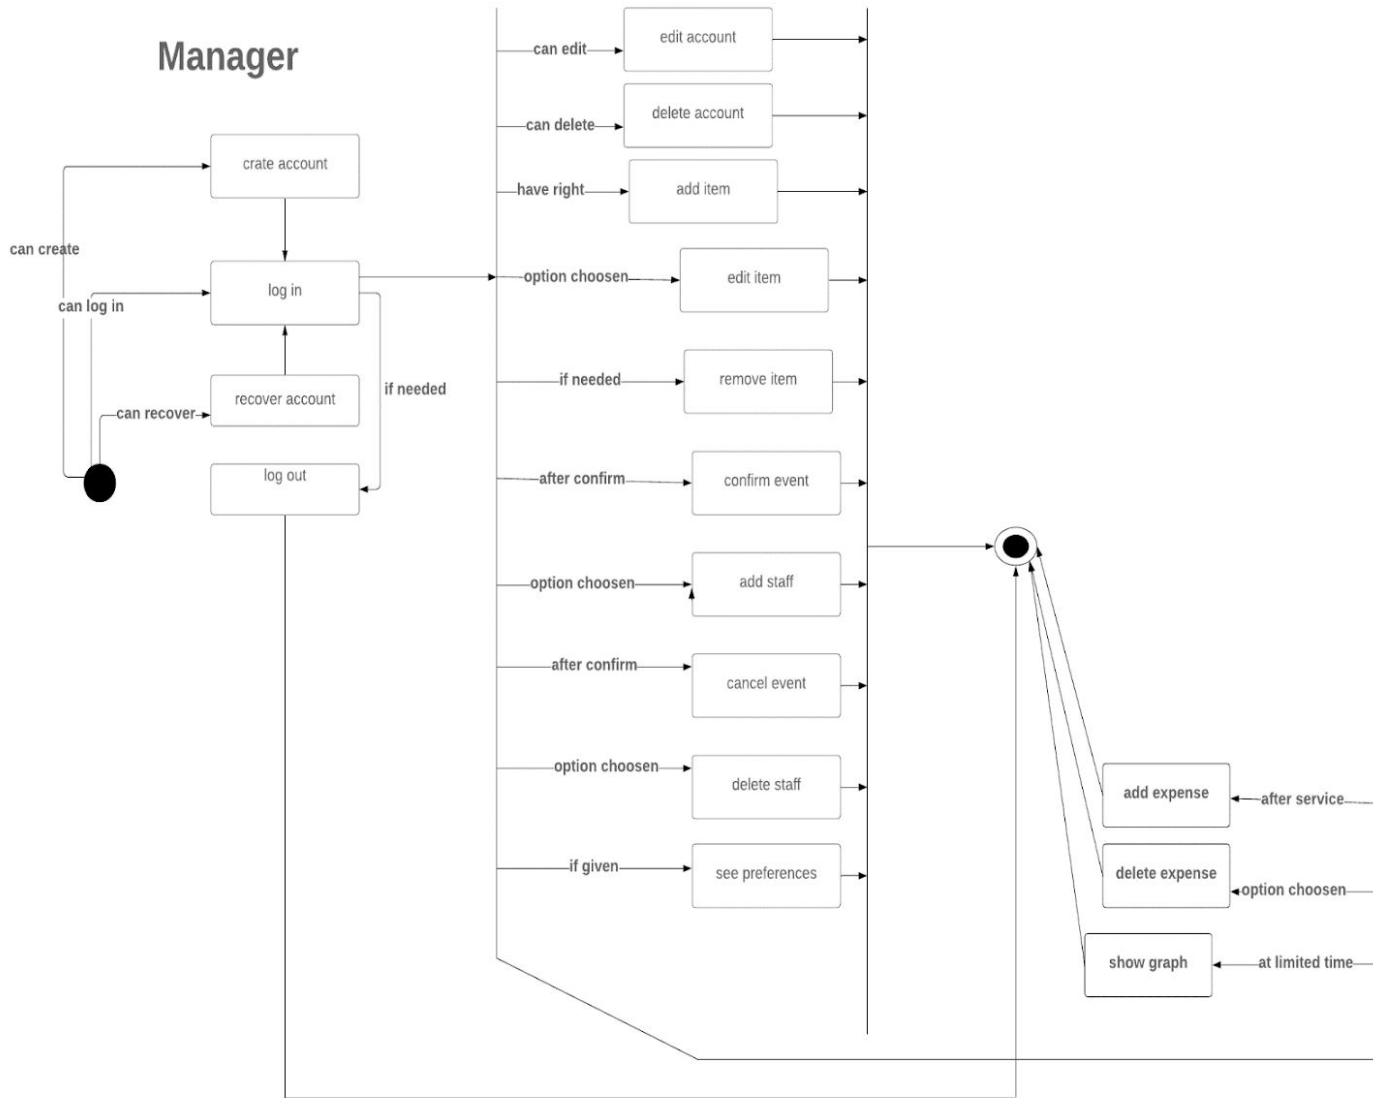 Manager
crate account
can create
log in
can log in
recover account
can recover
if needed
log out
can edit
edit account
can delete
delete account
have right
add item
option choosen
edit item
if needed
remove item
after confirm
confirm event
option choosen
add staff
after confirm
cancel event
option choosen
delete staff
if given
see preferences
add expense
after service
delete expense
option choosen
show graph
at limited time